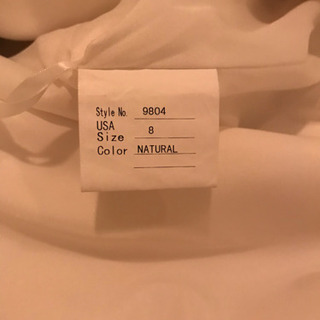 Style No. 9804
USA
Size 8
Color NATURAL